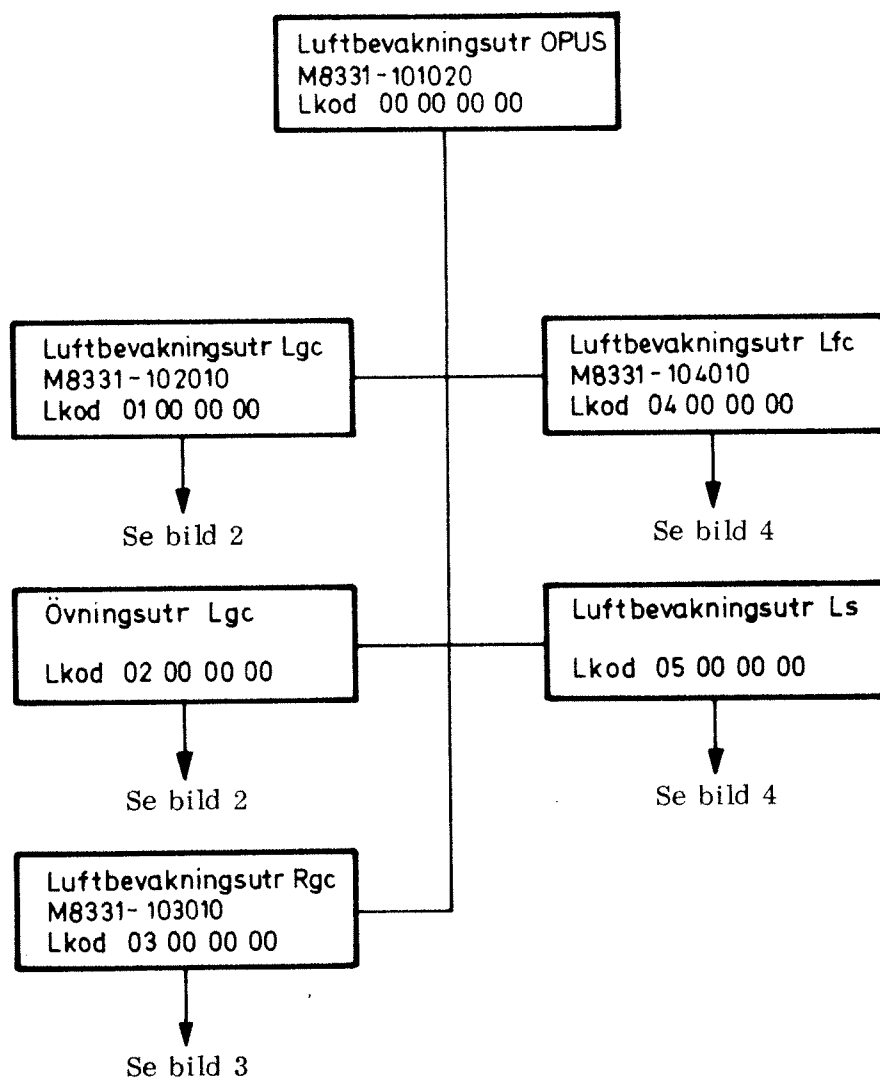 Luftbevakningsutr OPUS
M8331-101020
Lkod 00 00 00 00
Luftbevakningsutr Lgc
M8331-102010
Lkod 01 00 00 00
Se bild 2
Luftbevakningsutr Lfc
M8331-104010
Lkod 04 00 00 00
Se bild 4
Övningsutr Lgc
Lkod 02 00 00 00
Se bild 2
Luftbevakningsutr Ls
Lkod 05 00 00 00
Se bild 4
Luftbevakningsutr Rgc
M8331-103010
Lkod 03 00 00 00
Se bild 3